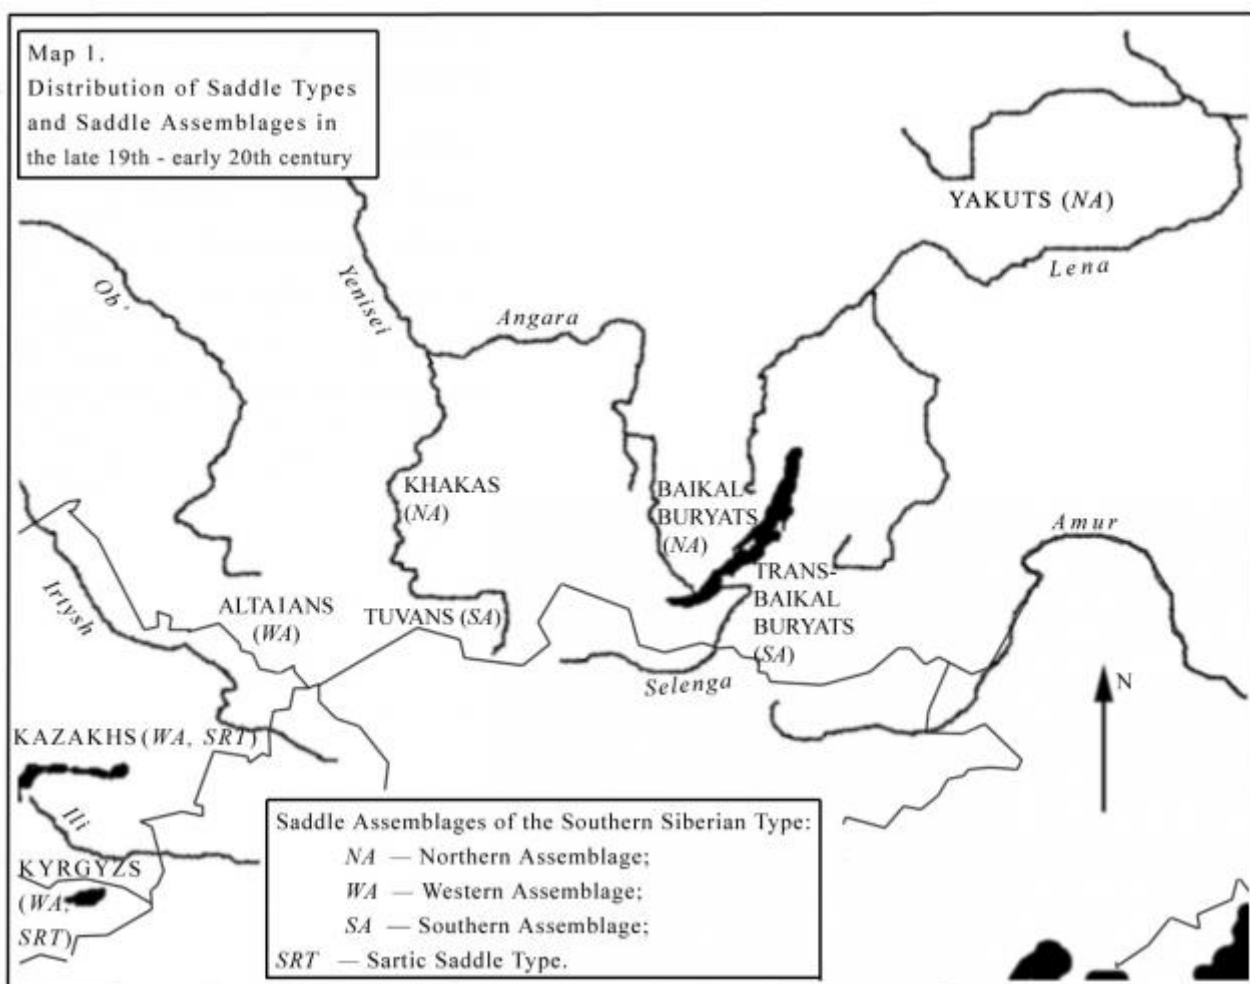 Map 1.
Distribution of Saddle Types
and Saddle Assemblages in
the late 19th - early 20th century
YAKUTS (NA)
Lena
Ob'
Yenisei
Angara
KHAKAS
(NA)
BAIKAL-
BURYATS
(NA)
Amur
Irtysh
ALTAIANS
(WA)
TUVANS (SA)
TRANS-
BAIKAL
BURYATS
(SA)
Selenga
N
KAZAKHS (WA, SRT)
Ili
KYRGYZS
(WA,
SRT)
Saddle Assemblages of the Southern Siberian Type:
NA — Northern Assemblage;
WA — Western Assemblage;
SA — Southern Assemblage;
SRT — Sartic Saddle Type.